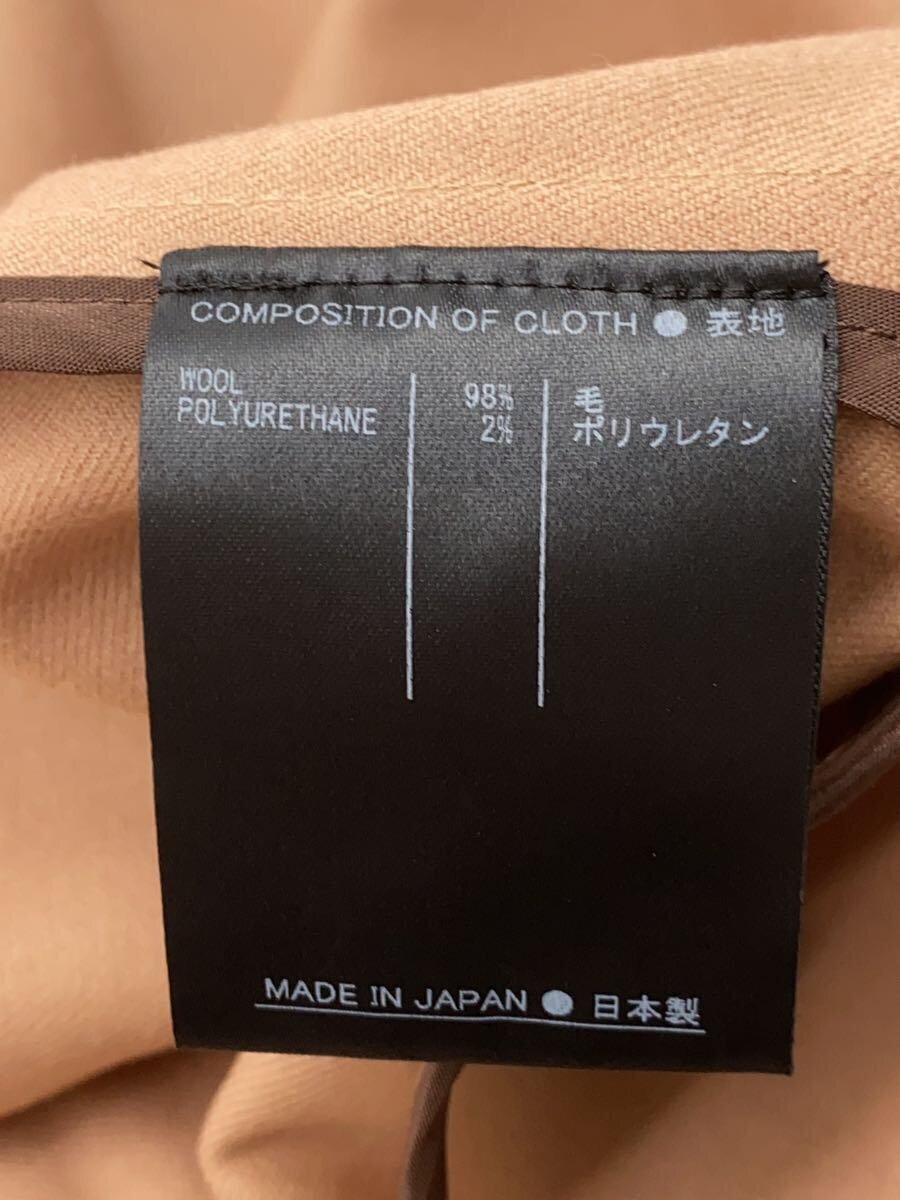 COMPOSITION OF CLOTH ● 表地
WOOL 98% 毛
POLYURETHANE 2% ポリウレタン
MADE IN JAPAN ● 日本製